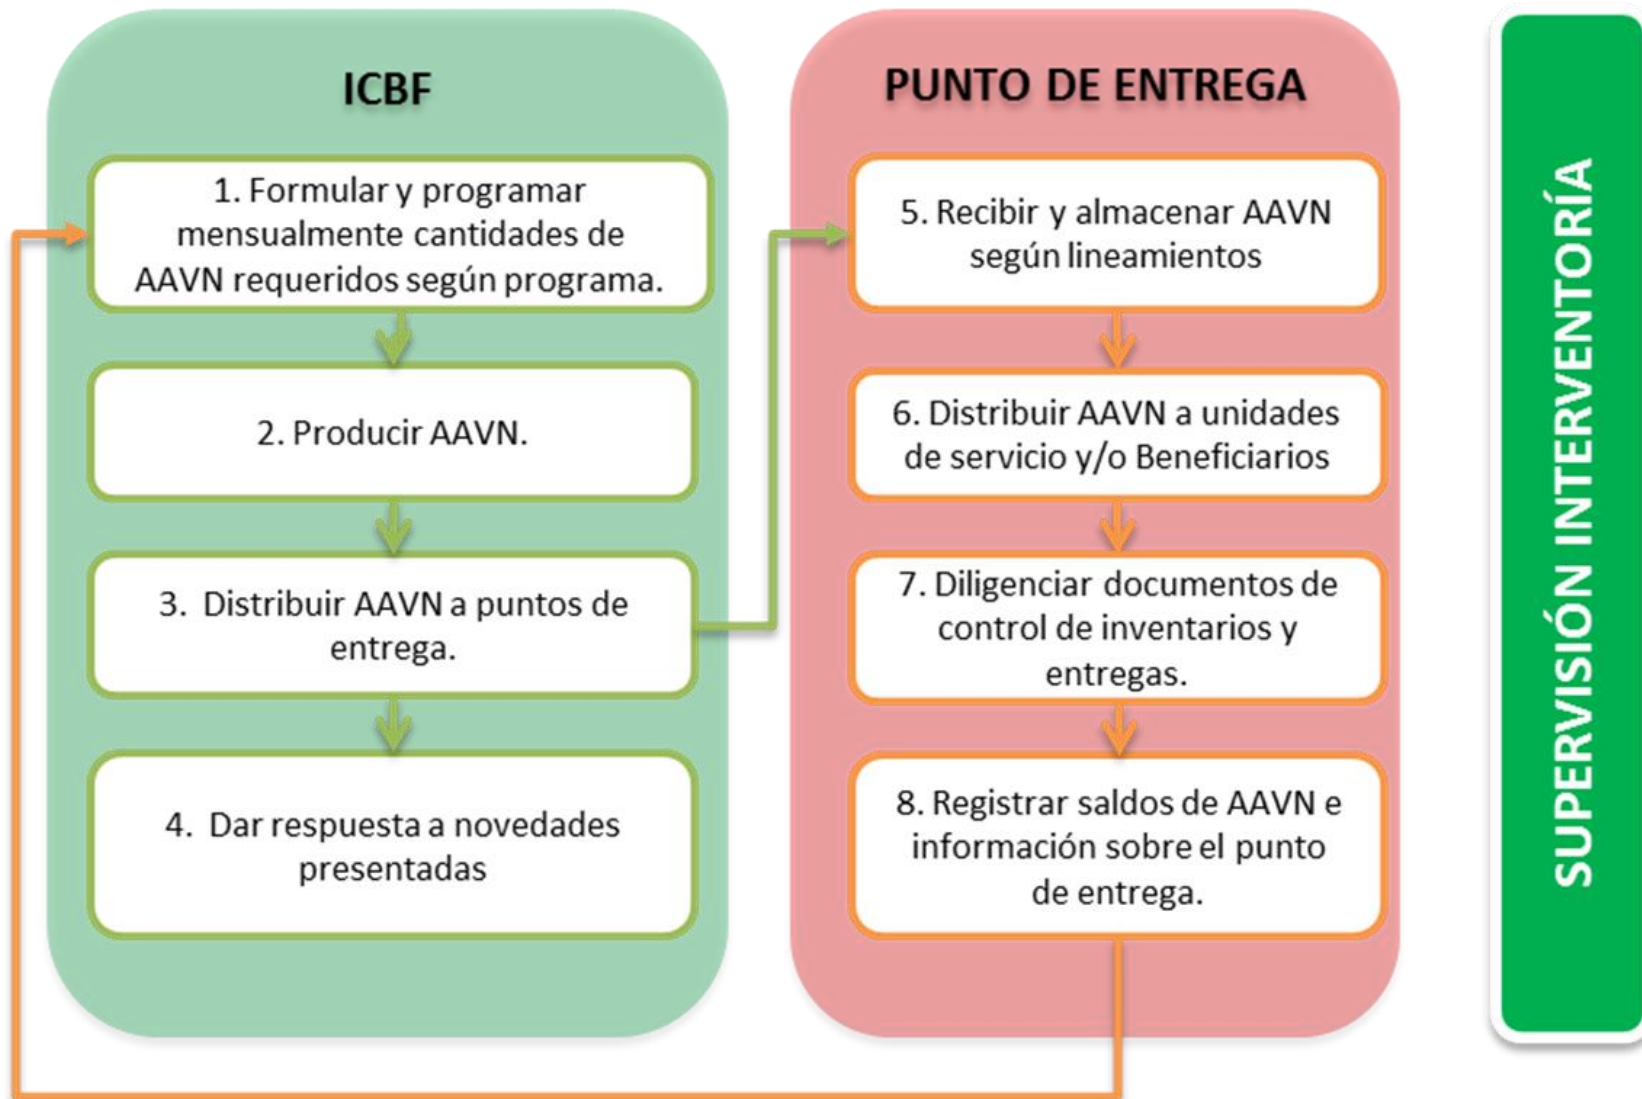 ICBF
1. Formular y programar
mensualmente cantidades de
AAVN requeridos según programa.
2. Producir AAVN.
3. Distribuir AAVN a puntos de
entrega.
4. Dar respuesta a novedades
presentadas
PUNTO DE ENTREGA
5. Recibir y almacenar AAVN
según lineamientos
6. Distribuir AAVN a unidades
de servicio y/o Beneficiarios
7. Diligenciar documentos de
control de inventarios y
entregas.
8. Registrar saldos de AAVN e
información sobre el punto
de entrega.
SUPERVISIÓN INTERVENTORÍA